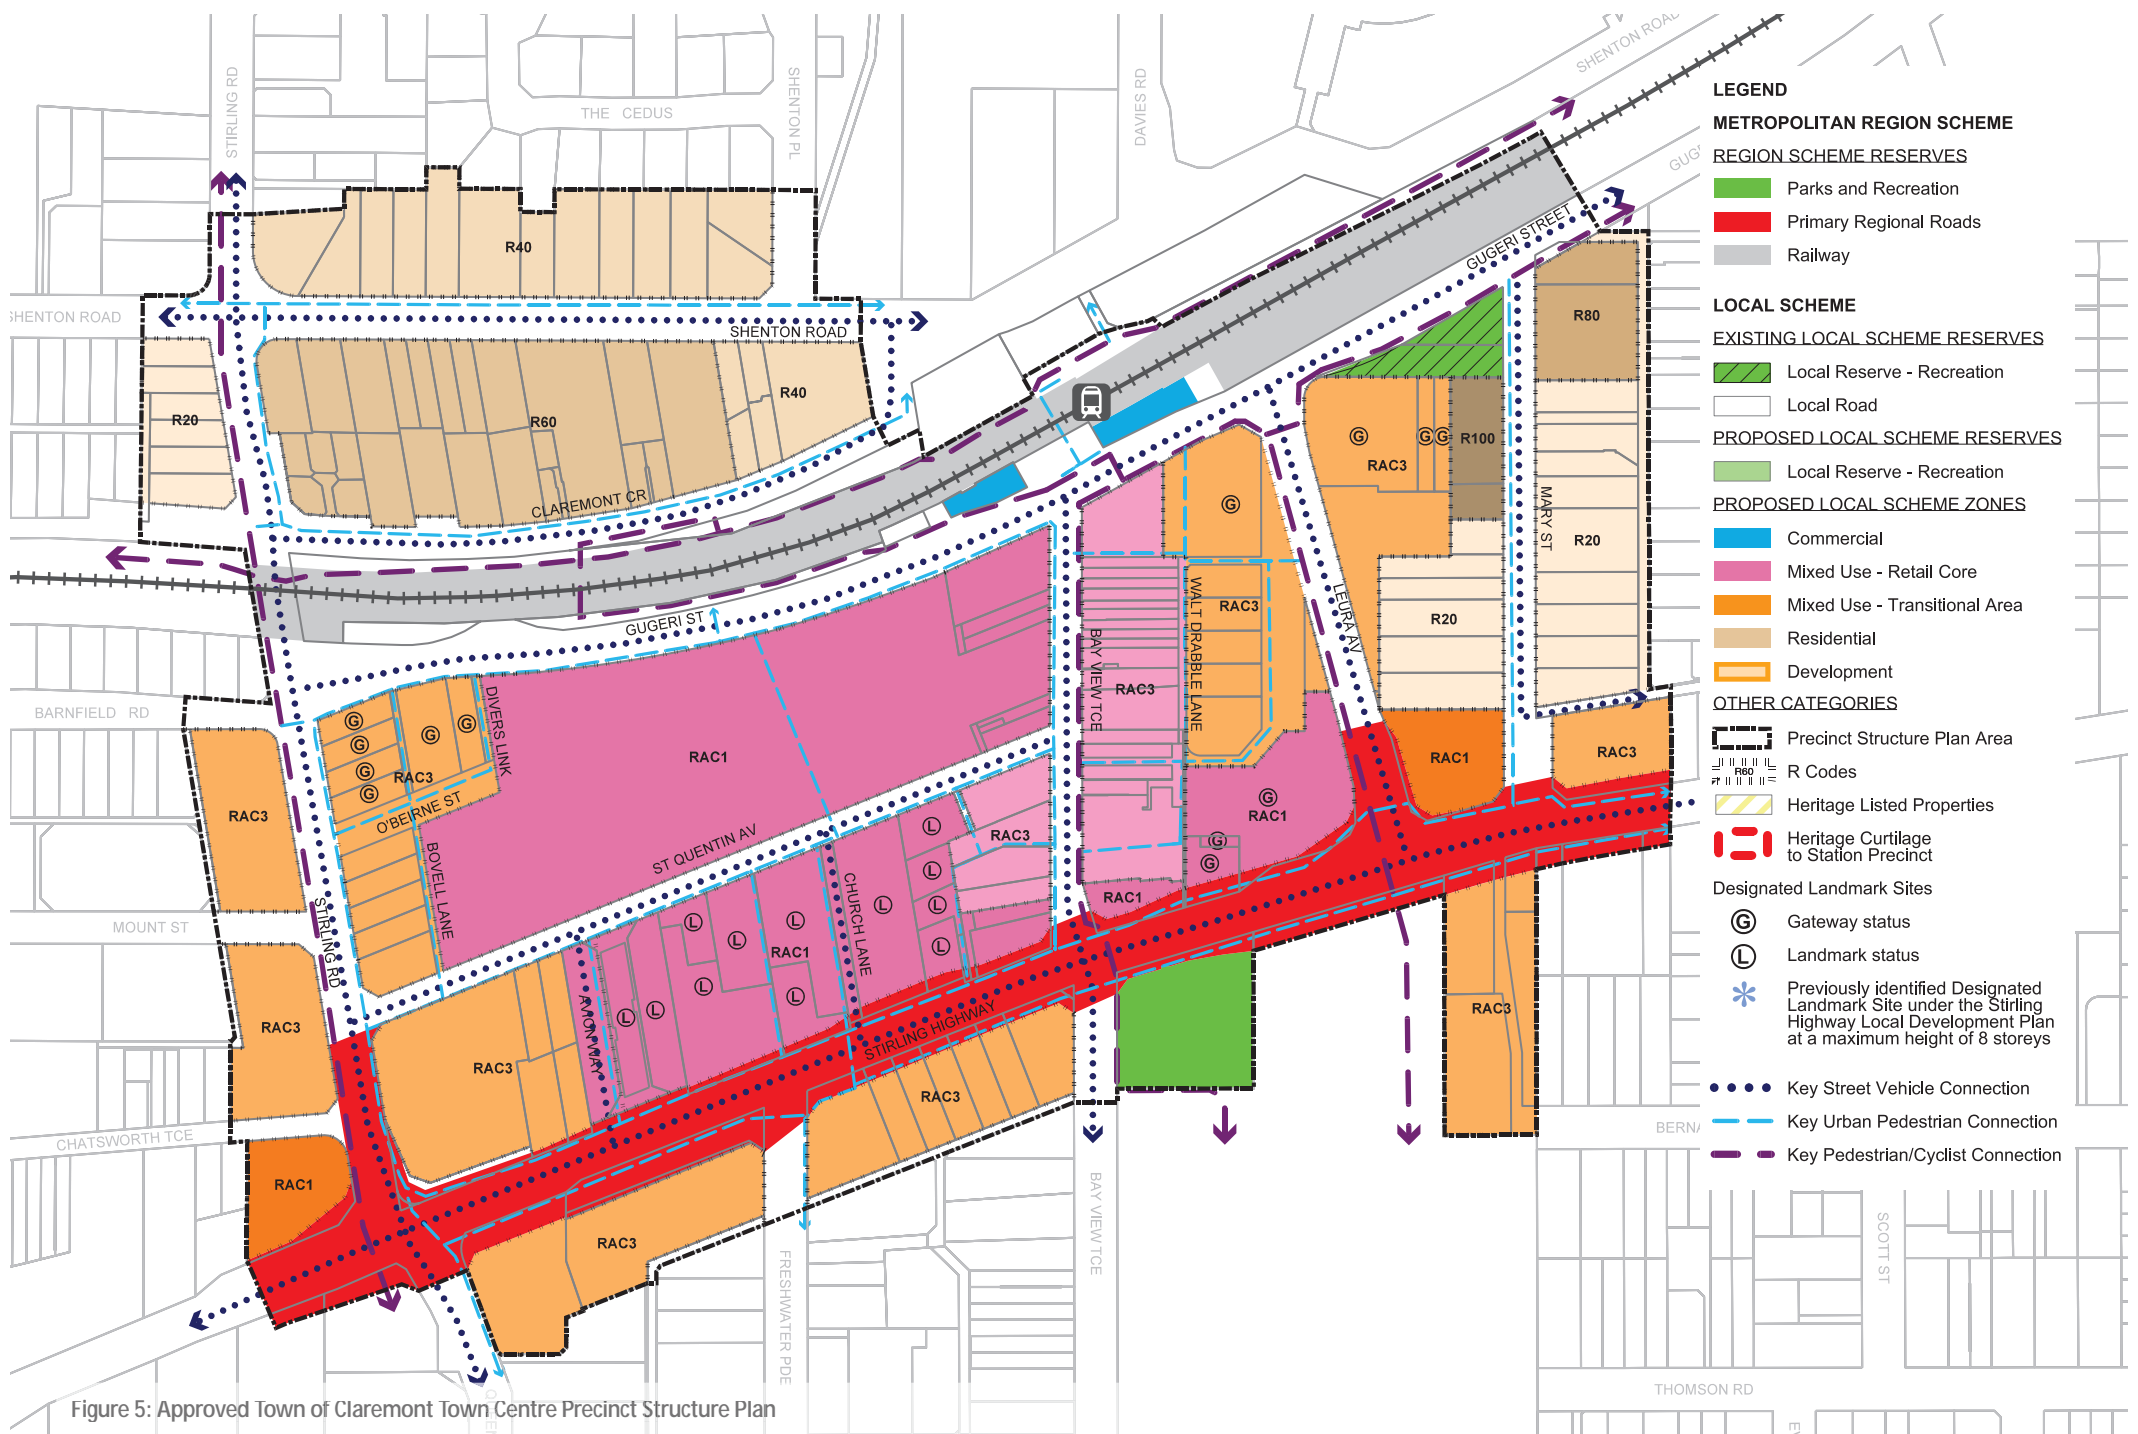 STIRLING RD
THE CEDUS
SHENTON PL
DAVIES RD
SHENTON ROAD
R40
SHENTON ROAD
SHENTON ROAD
R20
R60
R40
CLAREMONT CR
GUGERI STREET
R80
R100
RAC3
G
G
G
MARY ST
R20
R20
LEURA AV
G
RAC3
WALT DRABBLE LANE
BAY VIEW TCE
RAC3
GUGERI ST
BARNFIELD RD
DIVERS LINK
G
G
G
G
G
G
RAC3
O'BEIRNE ST
RAC1
RAC1
RAC3
RAC3
BOVELL LANE
ST QUENTIN AV
CHURCH LANE
RAC3
G
RAC1
G
G
RAC1
MOUNT ST
STIRLING RD
L
L
L
L
L
L
L
L
L
L
L
L
L
RAC1
AVION WAY
STIRLING HIGHWAY
RAC3
RAC3
RAC3
RAC3
CHATSWORTH TCE
RAC1
RAC3
FRESHWATER PDE
BAY VIEW TCE
BERNA
SCOTT ST
THOMSON RD
LEGEND
METROPOLITAN REGION SCHEME
REGION SCHEME RESERVES
Parks and Recreation
Primary Regional Roads
Railway
LOCAL SCHEME
EXISTING LOCAL SCHEME RESERVES
Local Reserve - Recreation
Local Road
PROPOSED LOCAL SCHEME RESERVES
Local Reserve - Recreation
PROPOSED LOCAL SCHEME ZONES
Commercial
Mixed Use - Retail Core
Mixed Use - Transitional Area
Residential
Development
OTHER CATEGORIES
Precinct Structure Plan Area
R60
R Codes
Heritage Listed Properties
Heritage Curtilage
to Station Precinct
Designated Landmark Sites
G
Gateway status
L
Landmark status
Previously identified Designated
Landmark Site under the Stirling
Highway Local Development Plan
at a maximum height of 8 storeys
Key Street Vehicle Connection
Key Urban Pedestrian Connection
Key Pedestrian/Cyclist Connection
Figure 5: Approved Town of Claremont Town Centre Precinct Structure Plan